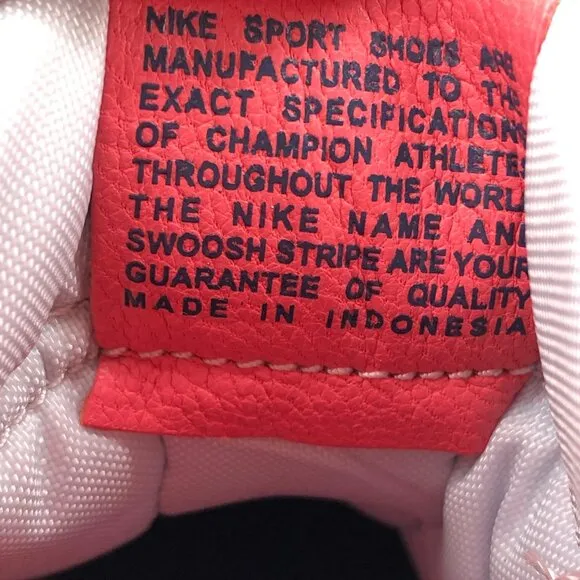 NIKE SPORT SHOES ARE
MANUFACTURED TO THE
EXACT SPECIFICATIONS
OF CHAMPION ATHLETES
THROUGHOUT THE WORLD
THE NIKE NAME AND
SWOOSH STRIPE ARE YOUR
GUARANTEE OF QUALITY
MADE IN INDONESIA